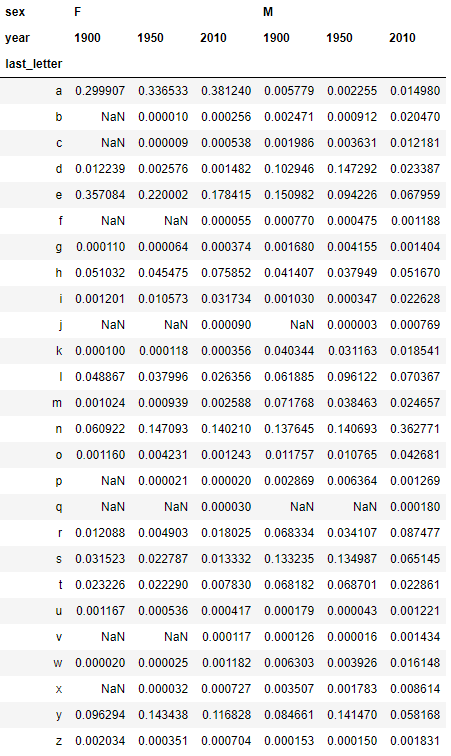 sex F M
year 1900 1950 2010 1900 1950 2010
last_letter
a 0.299907 0.336533 0.381240 0.005779 0.002255 0.014980
b NaN 0.000010 0.000256 0.002471 0.000912 0.020470
c NaN 0.000009 0.000538 0.001986 0.003631 0.012181
d 0.012239 0.002576 0.001482 0.102946 0.147292 0.023387
e 0.357084 0.220002 0.178415 0.150982 0.094226 0.067959
f NaN NaN 0.000055 0.000770 0.000475 0.001188
g 0.000110 0.000064 0.000374 0.001680 0.004155 0.001404
h 0.051032 0.045475 0.075852 0.041407 0.037949 0.051670
i 0.001201 0.010573 0.031734 0.001030 0.000347 0.022628
j NaN NaN 0.000090 NaN 0.000003 0.000769
k 0.000100 0.000118 0.000356 0.040344 0.031163 0.018541
l 0.048867 0.037996 0.026356 0.061885 0.096122 0.070367
m 0.001024 0.000939 0.002588 0.071768 0.038463 0.024657
n 0.060922 0.147093 0.140210 0.137645 0.140693 0.362771
o 0.001160 0.004231 0.001243 0.011757 0.010765 0.042681
p NaN 0.000021 0.000020 0.002869 0.006364 0.001269
q NaN NaN 0.000030 NaN NaN 0.000180
r 0.012088 0.004903 0.018025 0.068334 0.034107 0.087477
s 0.031523 0.022787 0.013332 0.133235 0.134987 0.065145
t 0.023226 0.022290 0.007830 0.068182 0.068701 0.022861
u 0.001167 0.000536 0.000417 0.000179 0.000043 0.001221
v NaN NaN 0.000117 0.000126 0.000016 0.001434
w 0.000020 0.000025 0.001182 0.006303 0.003926 0.016148
x NaN 0.000032 0.000727 0.003507 0.001783 0.008614
y 0.096294 0.143438 0.116828 0.084661 0.141470 0.058168
z 0.002034 0.000351 0.000704 0.000153 0.000150 0.001831